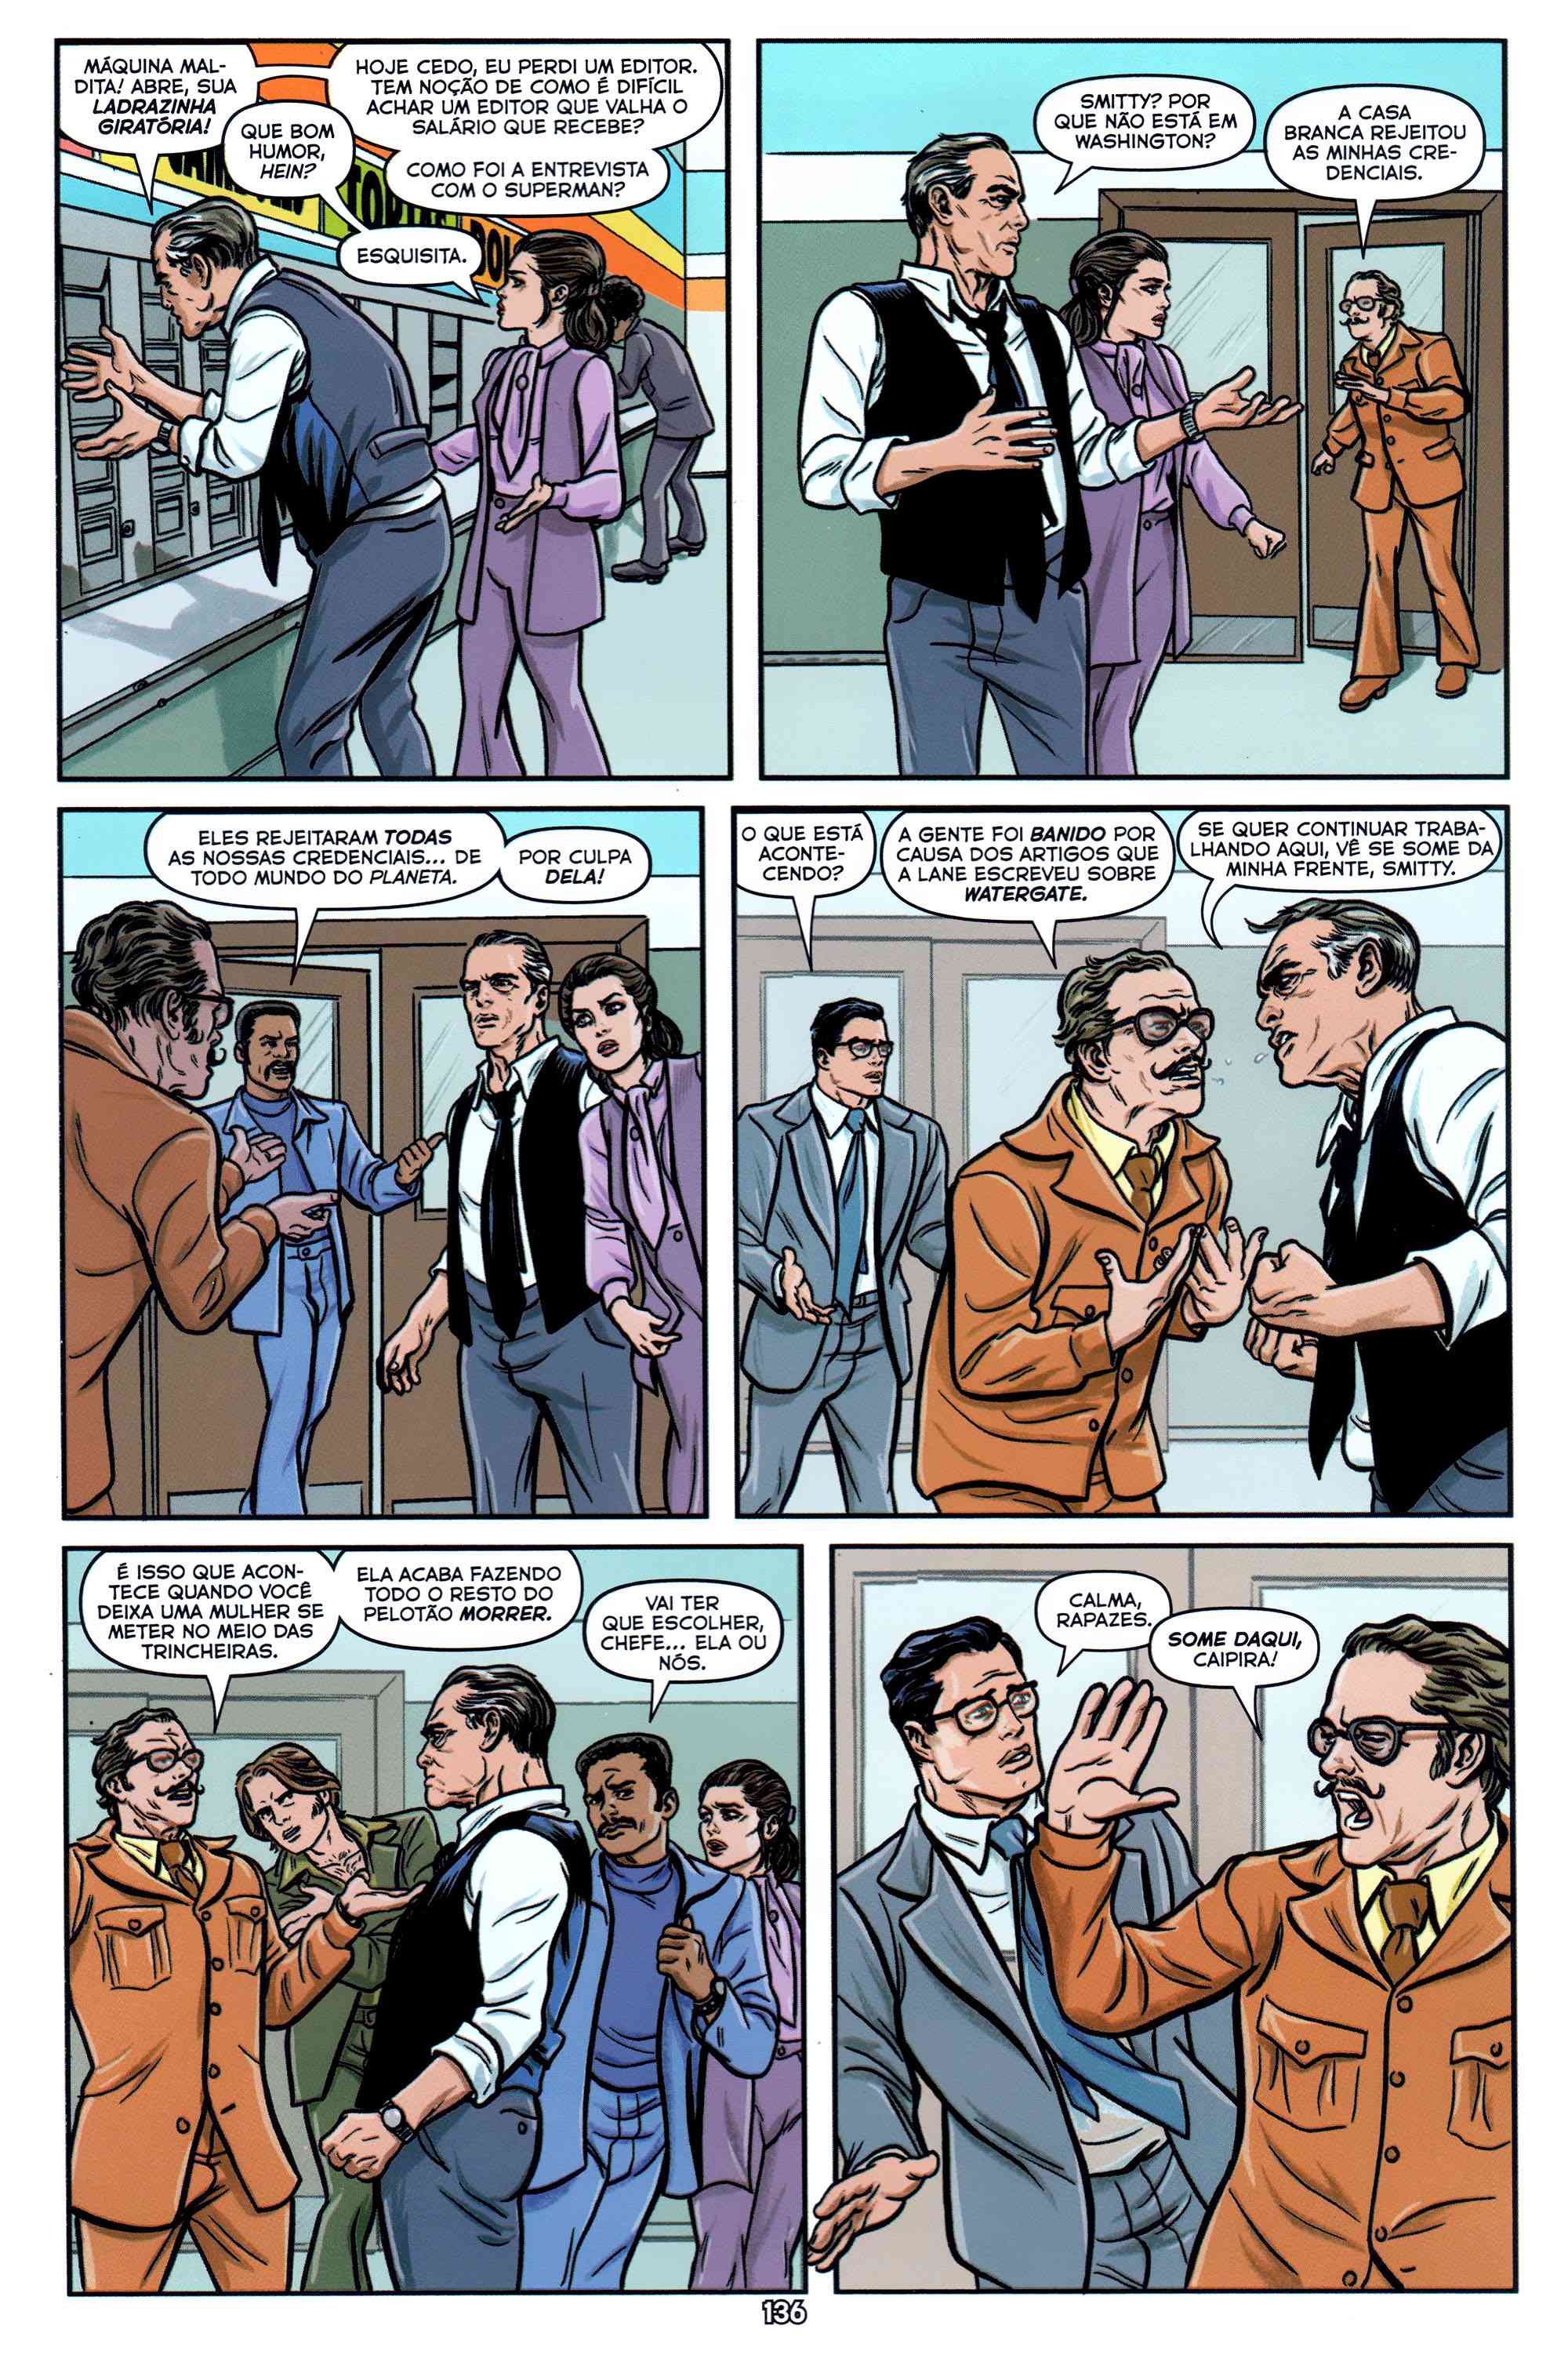 MÁQUINA MAL-
DITA! ABRE, SUA
LADRAZINHA
GIRATÓRIA!
HOJE CEDO, EU PERDI UM EDITOR.
TEM NOÇÃO DE COMO É DIFÍCIL
ACHAR UM EDITOR QUE VALHA O
SALÁRIO QUE RECEBE?
QUE BOM
HUMOR,
HEIN?
COMO FOI A ENTREVISTA
COM O SUPERMAN?
ESQUISITA.
SMITTY? POR
QUE NÃO ESTÁ EM
WASHINGTON?
A CASA
BRANCA REJEITOU
AS MINHAS CRE-
DENCIAIS.
ELES REJEITARAM TODAS
AS NOSSAS CREDENCIAIS... DE
TODO MUNDO DO PLANETA.
POR CULPA
DELA!
O QUE ESTÁ
ACONTE-
CENDO?
A GENTE FOI BANIDO POR
CAUSA DOS ARTIGOS QUE
A LANE ESCREVEU SOBRE
WATERGATE.
SE QUER CONTINUAR TRABA-
LHANDO AQUI, VÊ SE SOME DA
MINHA FRENTE, SMITTY.
É ISSO QUE ACON-
TECE QUANDO VOCÊ
DEIXA UMA MULHER SE
METER NO MEIO DAS
TRINCHEIRAS.
ELA ACABA FAZENDO
TODO O RESTO DO
PELOTÃO MORRER.
VAI TER
QUE ESCOLHER,
CHEFE... ELA OU
NÓS.
CALMA,
RAPAZES.
SOME DAQUI,
CAIPIRA!
136